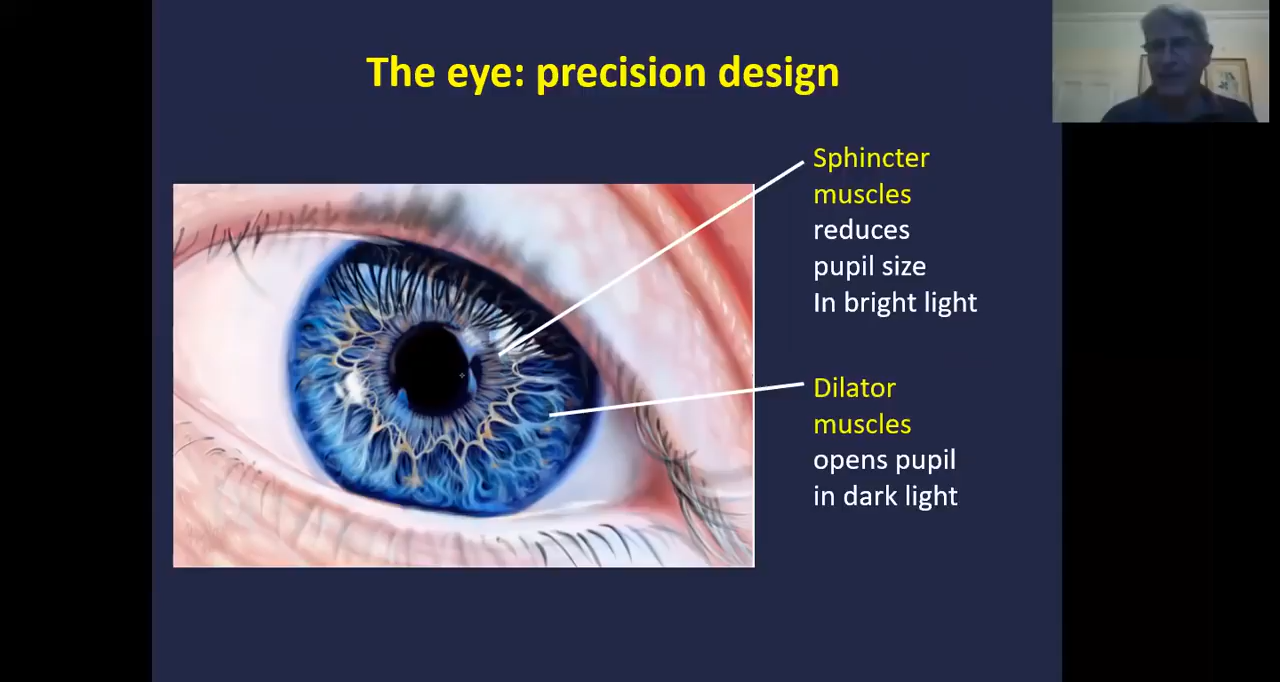 The eye: precision design
Sphincter
muscles
reduces
pupil size
In bright light
Dilator
muscles
opens pupil
in dark light